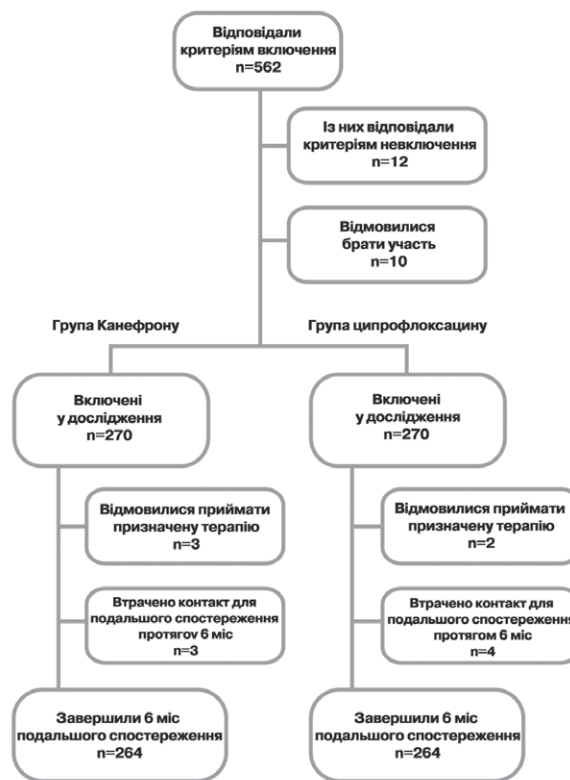 Відповідали
критеріям включення
n=562
Із них відповідали
критеріям невключення
n=12
Відмовилися
брати участь
n=10
Група Канефрону
Група ципрофлоксацину
Включені
у дослідження
n=270
Включені
у дослідження
n=270
Відмовилися приймати
призначену терапію
n=3
Відмовилися приймати
призначену терапію
n=2
Втрачено контакт для
подальшого спостереження
протягоv 6 міс
n=3
Втрачено контакт для
подальшого спостереження
протягом 6 міс
n=4
Завершили 6 міс
подальшого спостереження
n=264
Завершили 6 міс
подальшого спостереження
n=264